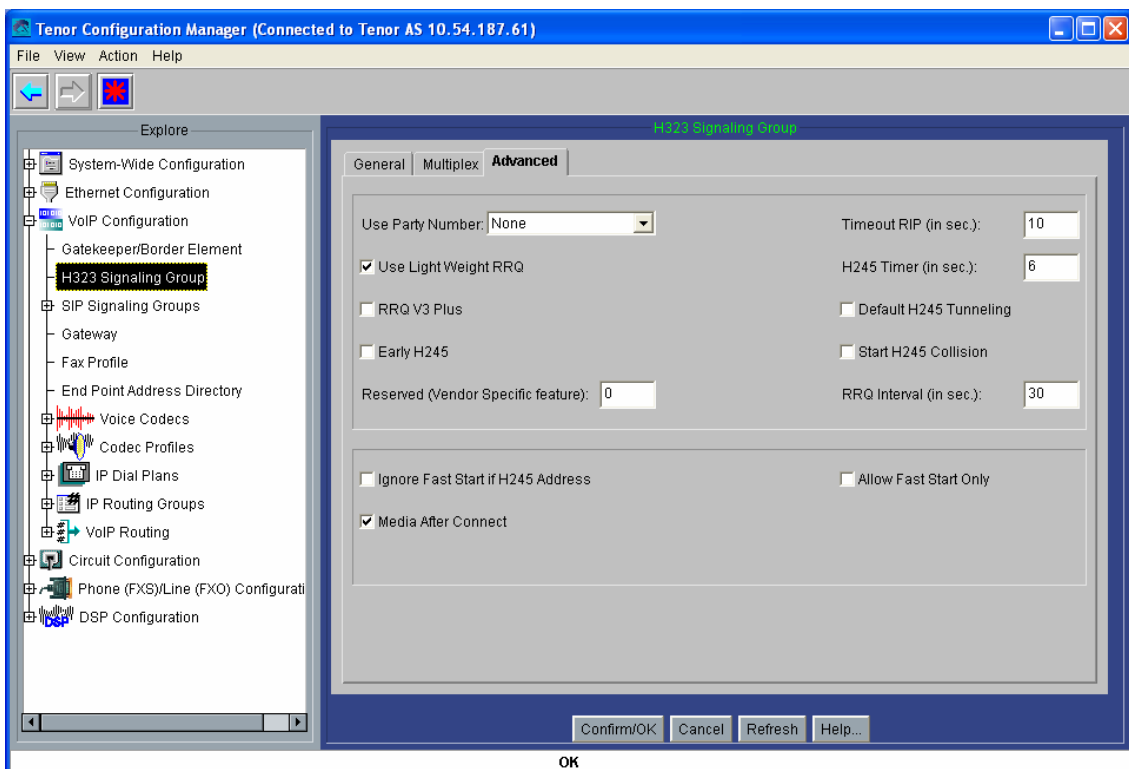 Tenor Configuration Manager (Connected to Tenor AS 10.54.187.61)
File View Action Help
Explore
System-Wide Configuration
Ethernet Configuration
VoIP Configuration
Gatekeeper/Border Element
H323 Signaling Group
SIP Signaling Groups
Gateway
Fax Profile
End Point Address Directory
Voice Codecs
Codec Profiles
IP Dial Plans
IP Routing Groups
VoIP Routing
Circuit Configuration
Phone (FXS)/Line (FXO) Configurati
DSP Configuration
H323 Signaling Group
General Multiplex Advanced
Use Party Number: None Timeout RIP (in sec.): 10
Use Light Weight RRQ H245 Timer (in sec.): 6
RRQ V3 Plus Default H245 Tunneling
Early H245 Start H245 Collision
Reserved (Vendor Specific feature): 0 RRQ Interval (in sec.): 30
Ignore Fast Start if H245 Address Allow Fast Start Only
Media After Connect
Confirm/OK Cancel Refresh Help...
OK